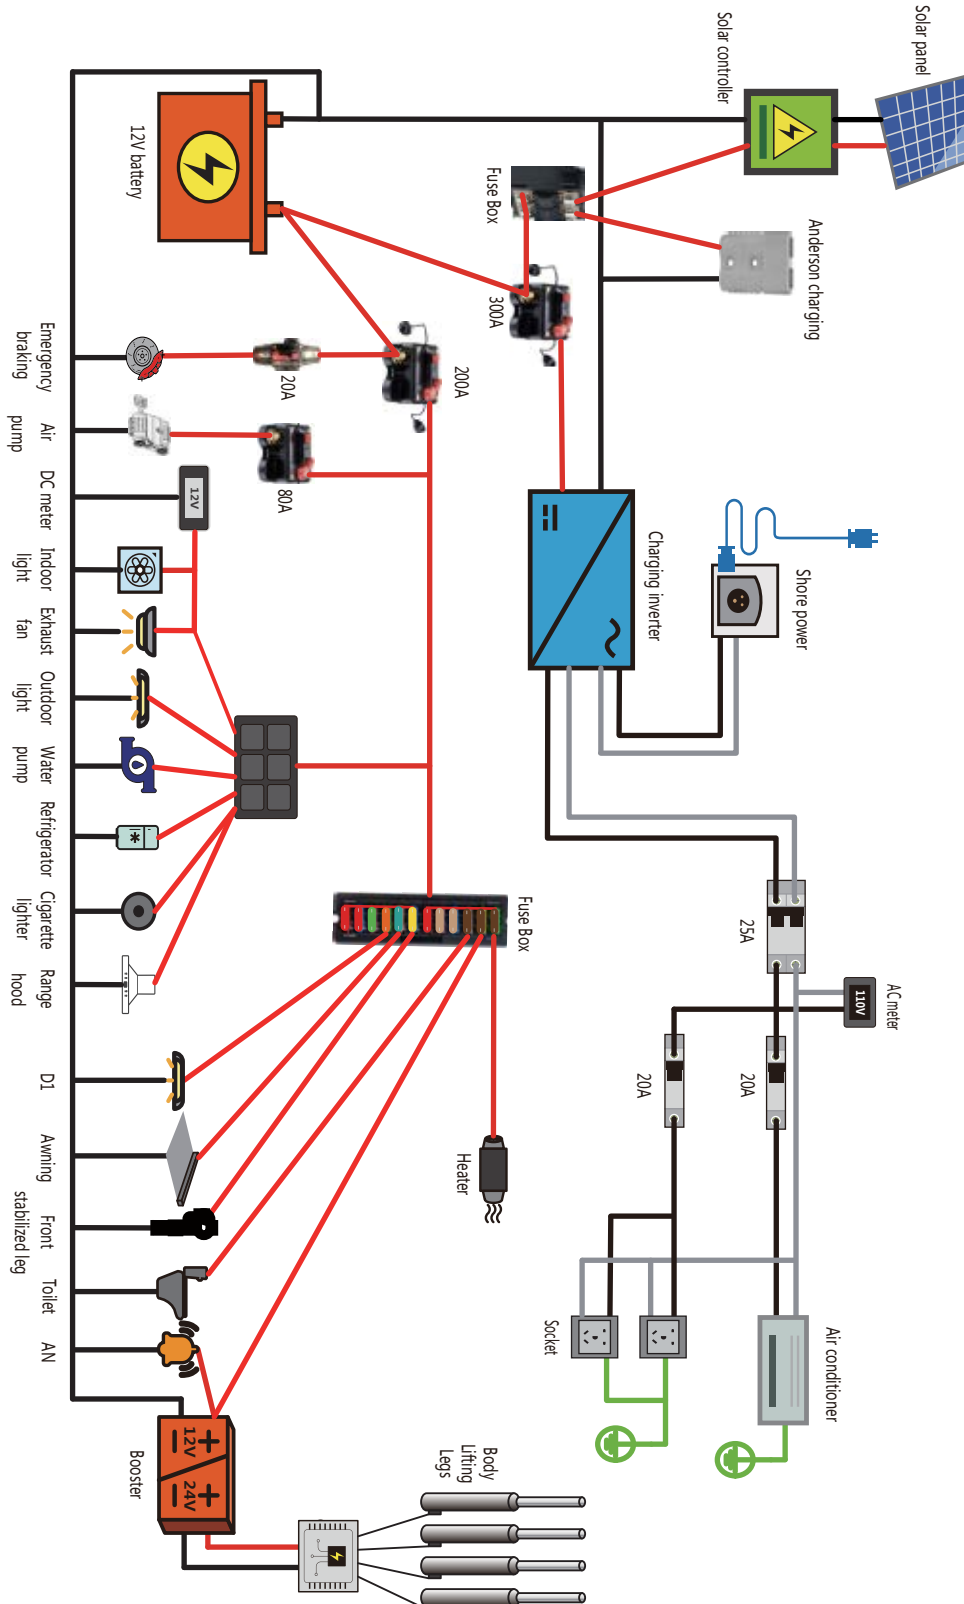 Solar panel
Solar controller
12V battery
Fuse Box
Anderson charging
300A
200A
20A
80A
Emergency
braking
Air
pump
DC meter
12V
Indoor
light
Exhaust
fan
Outdoor
light
Water
pump
Refrigerator
Cigarette
lighter
Range
hood
D1
Awning
Front
stabilized leg
Toilet
AN
Charging inverter
Shore power
Fuse Box
Heater
25A
AC meter
110V
20A
20A
Socket
Air conditioner
Booster
12V
24V
Body
Lifting
Legs